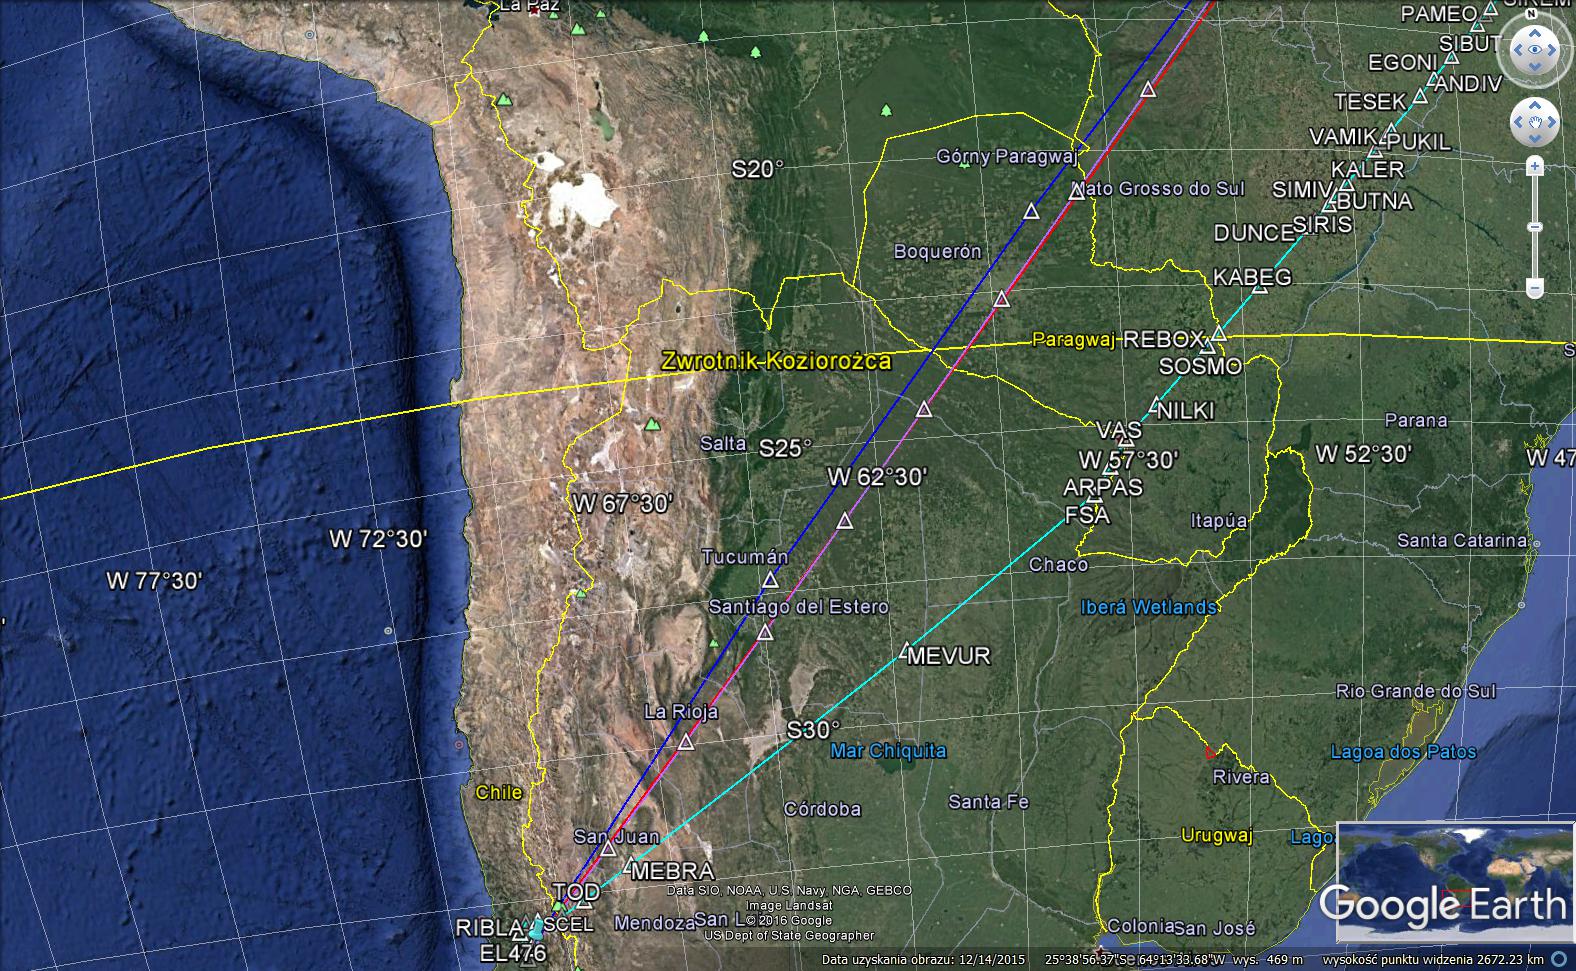 La Paz
PAMEO
N
SIBUT
EGONI
ANDIV
TESEK
VAMIK
PUKIL
KALER
SIMIV
BUTNA
SIRIS
DUNCE
KABEG
S20°
Górny Paragwaj
Mato Grosso do Sul
Boquerón
Zwrotnik Koziorożca
Paragwaj
REBOX
SOSMO
NILKI
VAS
Parana
Salta
S25°
W 62°30'
W 57°30'
W 52°30'
W 47
W 67°30'
ARPAS
FSA
Itapúa
W 72°30'
Santa Catarina
Tucumán
Chaco
W 77°30'
Santiago del Estero
Iberá Wetlands
MEVUR
Rio Grande do Sul
La Rioja
S30°
Mar Chiquita
Lagoa dos Patos
Rivera
Chile
Córdoba
Santa Fe
San Juan
Urugwaj
Lago
MEBRA
TOD
Data SIO, NOAA, U.S. Navy, NGA, GEBCO
Image Landsat
© 2016 Google
US Dept of State Geographer
RIBLA
SCEL
Mendoza
San L
EL476
Colonia
San José
Google Earth
Data uzyskania obrazu: 12/14/2015 25°38'56.37"S 64°13'33.68"W wys. 469 m wysokość punktu widzenia 2672.23 km